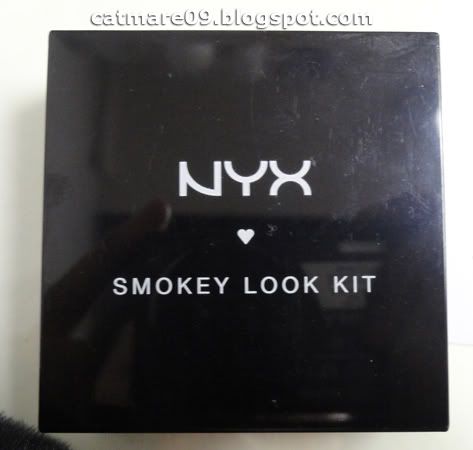 catmare09.blogspot.com
NYX
♥
SMOKEY LOOK KIT